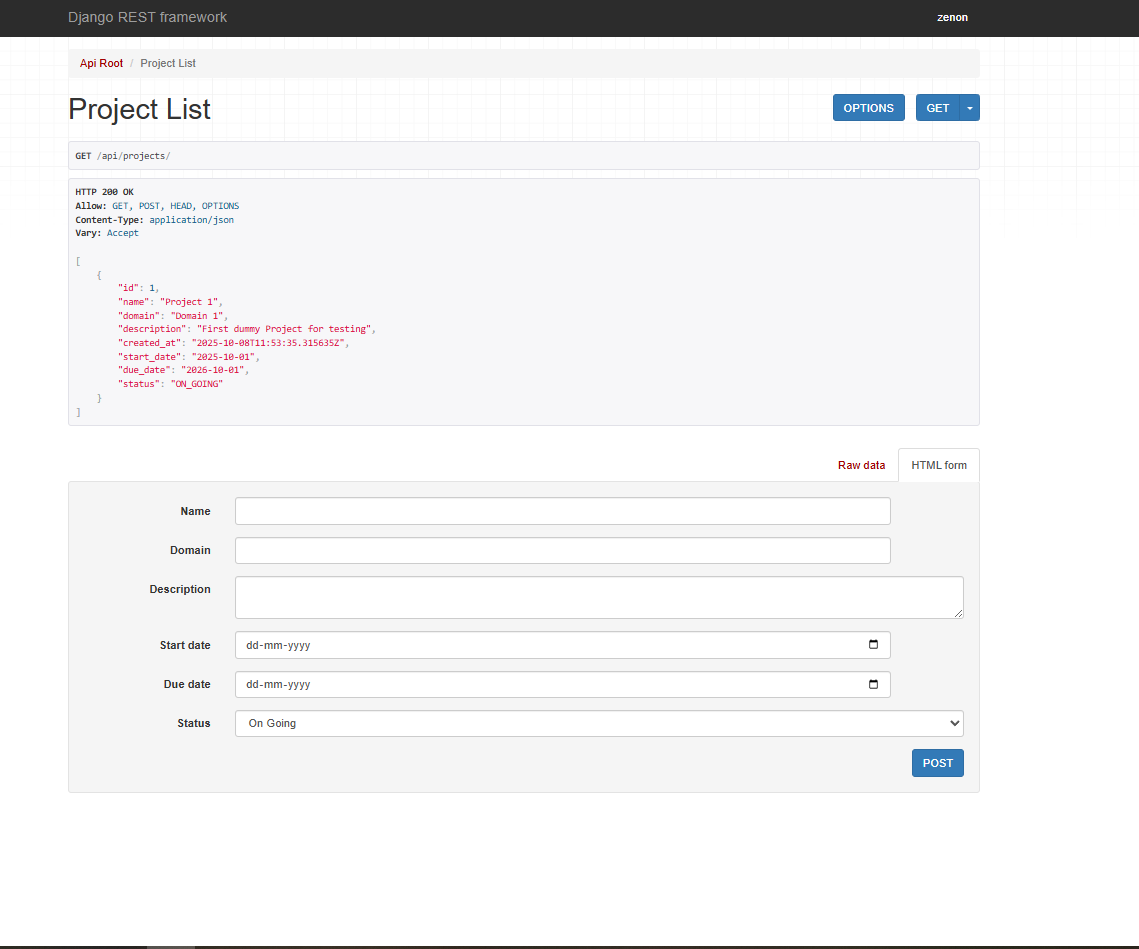 Django REST framework
zenon
Api Root / Project List
Project List
OPTIONS
GET
GET /api/projects/
HTTP 200 OK
Allow: GET, POST, HEAD, OPTIONS
Content-Type: application/json
Vary: Accept
[
    {
        "id": 1,
        "name": "Project 1",
        "domain": "Domain 1",
        "description": "First dummy Project for testing",
        "created_at": "2025-10-08T11:53:35.315635Z",
        "start_date": "2025-10-01",
        "due_date": "2026-10-01",
        "status": "ON_GOING"
    }
]
Raw data
HTML form
Name
Domain
Description
Start date
dd-mm-yyyy
Due date
dd-mm-yyyy
Status
On Going
POST